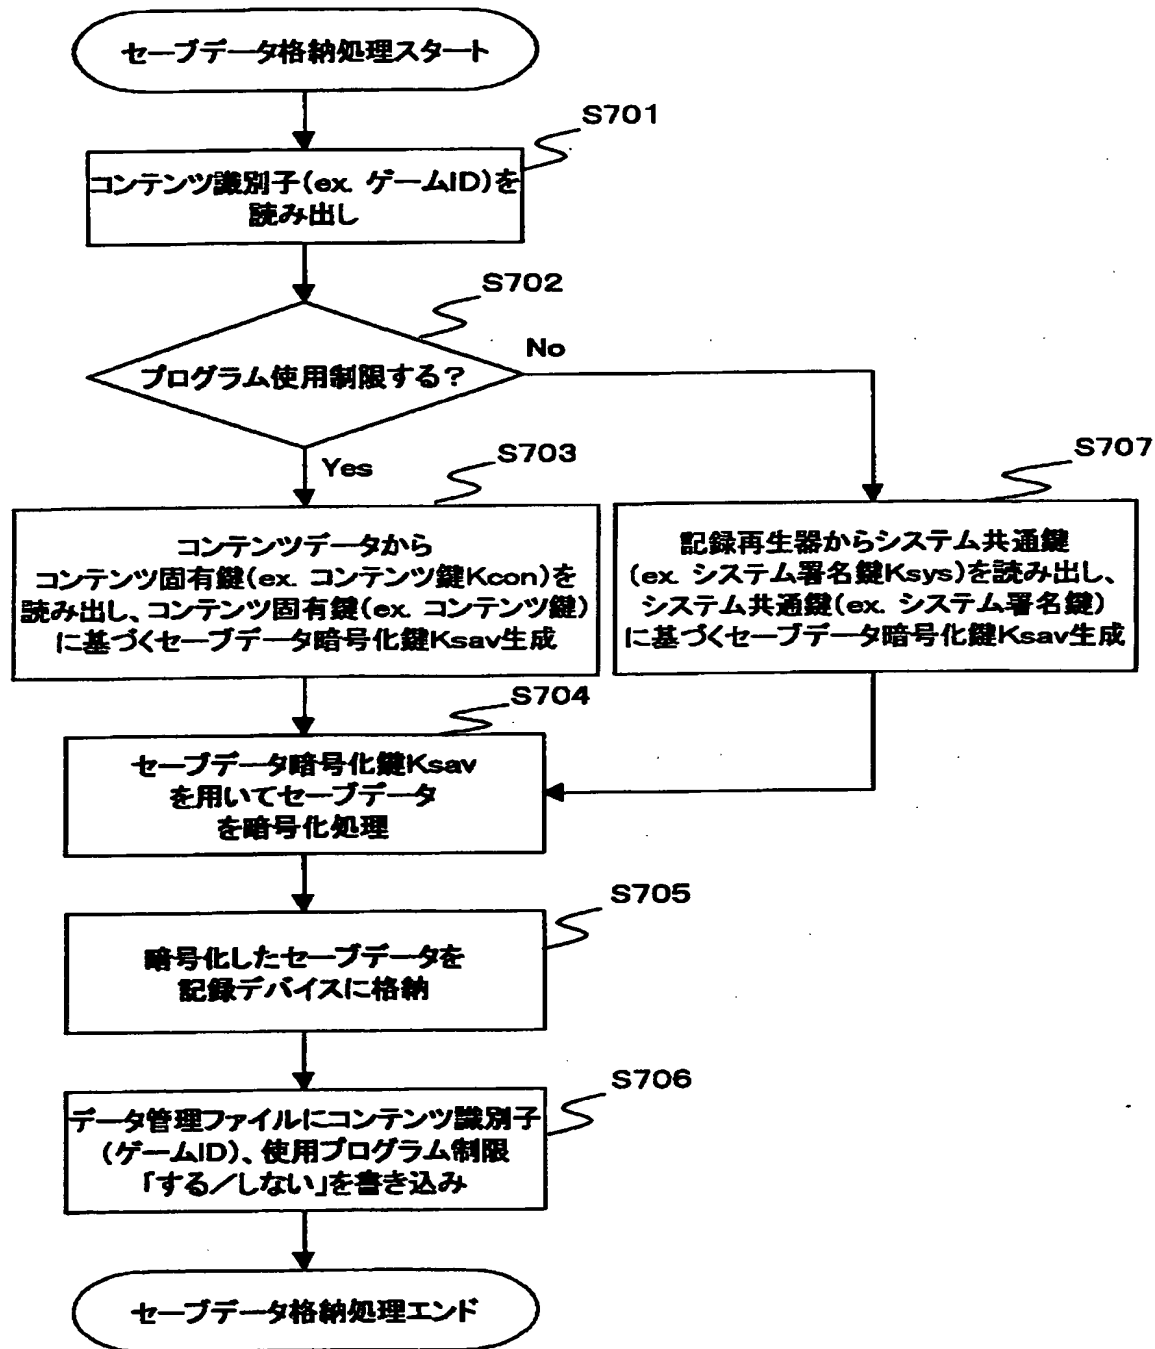 セーブデータ格納処理スタート
S701
コンテンツ識別子(ex. ゲームID)を
読み出し
S702
プログラム使用制限する?
No
Yes
S703
コンテンツデータから
コンテンツ固有鍵(ex. コンテンツ鍵Kcon)を
読み出し、コンテンツ固有鍵(ex. コンテンツ鍵)
に基づくセーブデータ暗号化鍵Ksav生成
S707
記録再生器からシステム共通鍵
(ex. システム署名鍵Ksys)を読み出し、
システム共通鍵(ex. システム署名鍵)
に基づくセーブデータ暗号化鍵Ksav生成
S704
セーブデータ暗号化鍵Ksav
を用いてセーブデータ
を暗号化処理
S705
暗号化したセーブデータを
記録デバイスに格納
S706
データ管理ファイルにコンテンツ識別子
(ゲームID)、使用プログラム制限
「する/しない」を書き込み
セーブデータ格納処理エンド